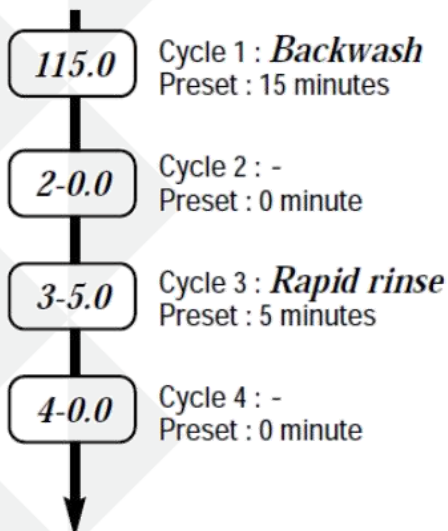 115.0
Cycle 1 : Backwash
Preset : 15 minutes
2-0.0
Cycle 2 : -
Preset : 0 minute
3-5.0
Cycle 3 : Rapid rinse
Preset : 5 minutes
4-0.0
Cycle 4 : -
Preset : 0 minute